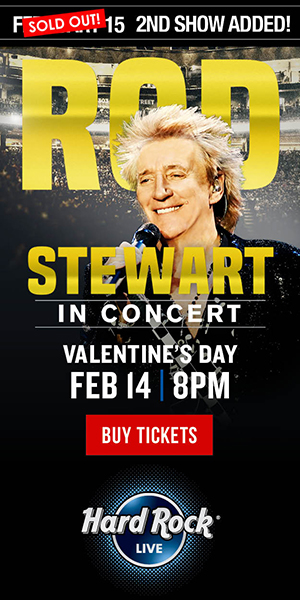 SOLD OUT! 15 2ND SHOW ADDED!
ROD
STEWART
IN CONCERT
VALENTINE'S DAY
FEB 14 | 8PM
BUY TICKETS
Hard Rock®
LIVE